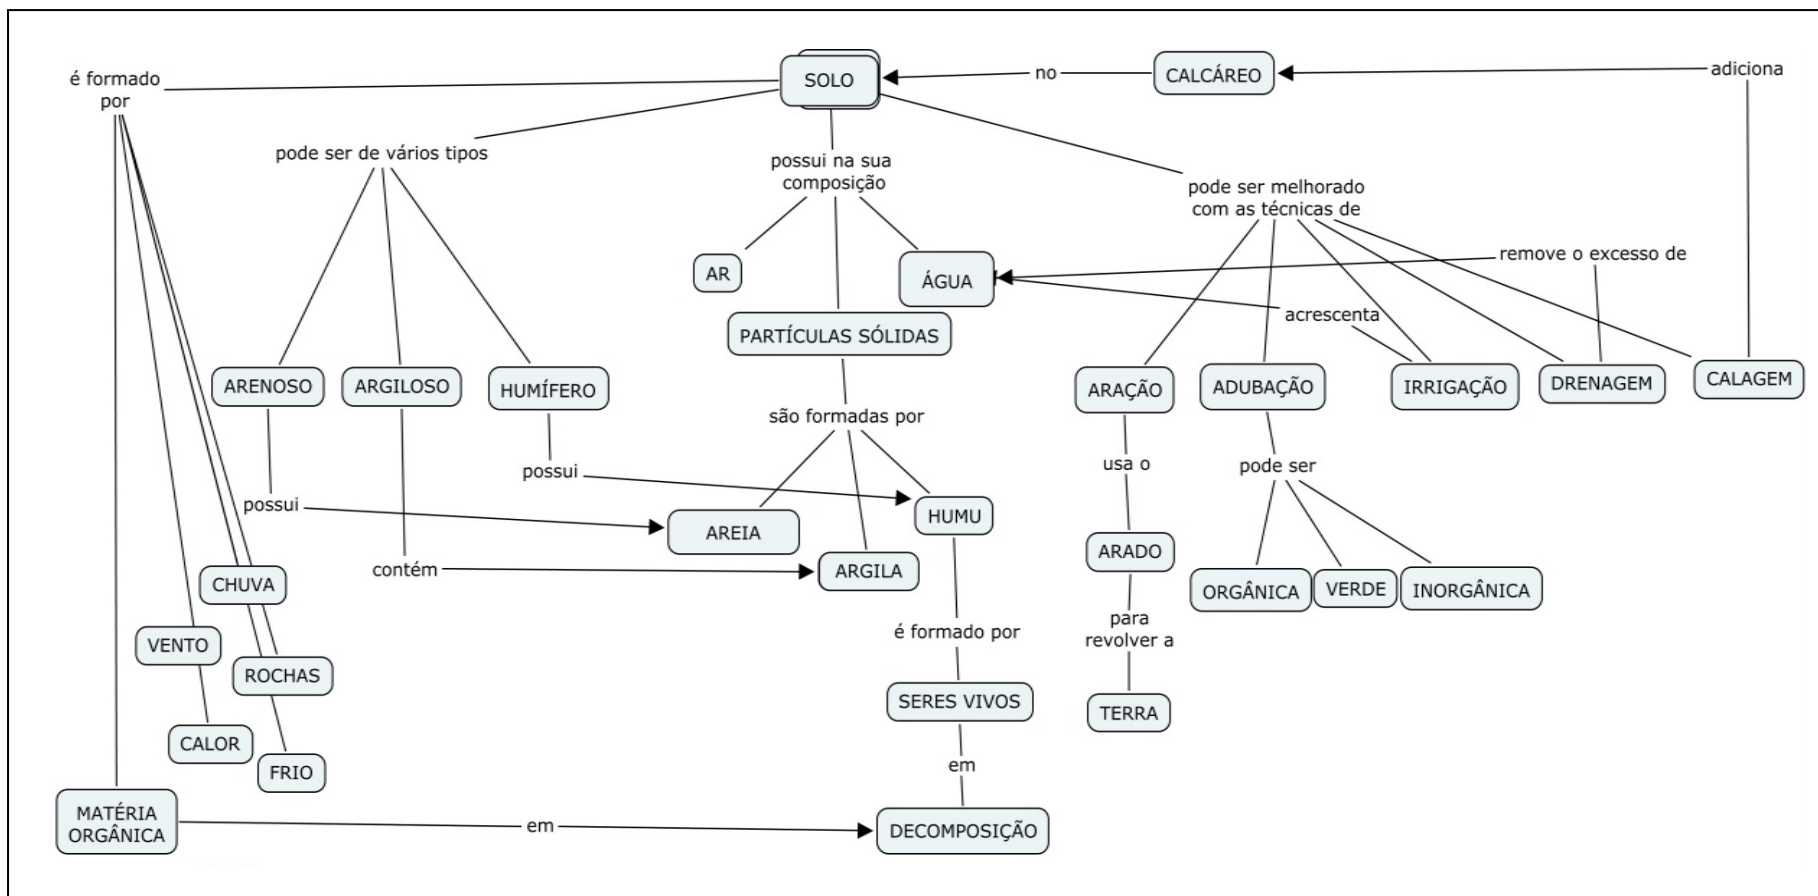 SOLO
no
CALCÁREO
adiciona
é formado
por
pode ser de vários tipos
possui na sua
composição
pode ser melhorado
com as técnicas de
remove o excesso de
AR
ÁGUA
acrescenta
PARTÍCULAS SÓLIDAS
ARENOSO
ARGILOSO
HUMÍFERO
ARAÇÃO
ADUBAÇÃO
IRRIGAÇÃO
DRENAGEM
CALAGEM
são formadas por
usa o
pode ser
possui
possui
AREIA
HUMU
contém
ARGILA
ARADO
ORGÂNICA
VERDE
INORGÂNICA
CHUVA
VENTO
ROCHAS
CALOR
FRIO
é formado por
para
revolver a
SERES VIVOS
TERRA
em
MATÉRIA
ORGÂNICA
em
DECOMPOSIÇÃO